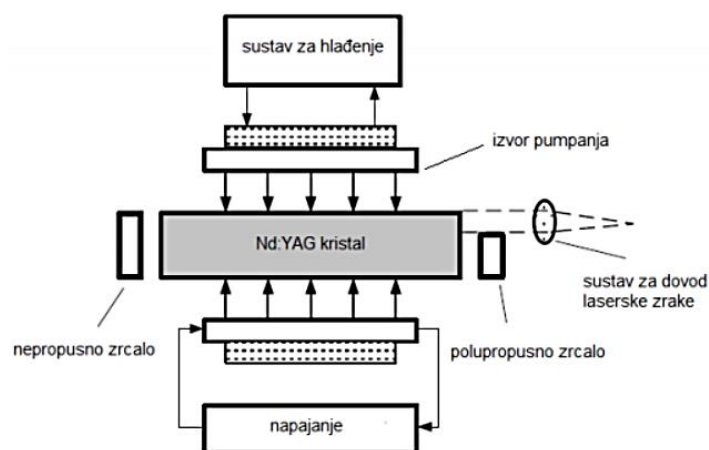 sustav za hlađenje
izvor pumpanja
Nd:YAG kristal
sustav za dovod
laserske zrake
nepropusno zrcalo
polupropusno zrcalo
napajanje